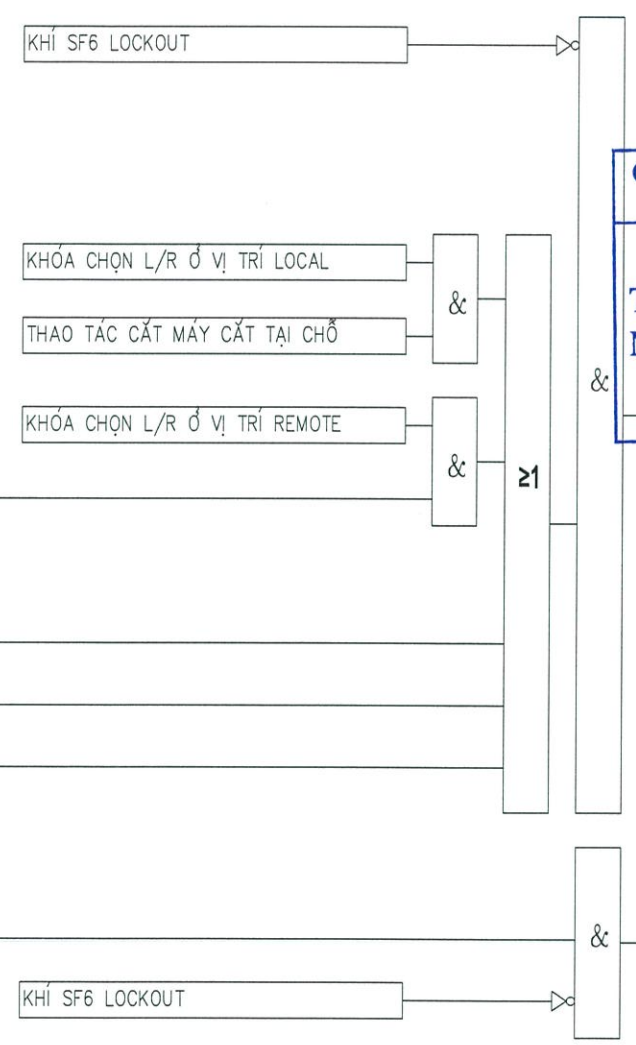 KHÍ SF6 LOCKOUT
KHÓA CHỌN L/R Ở VỊ TRÍ LOCAL
&
THAO TÁC CẮT MÁY CẮT TẠI CHỖ
&
KHÓA CHỌN L/R Ở VỊ TRÍ REMOTE
&
≥1
&
KHÍ SF6 LOCKOUT